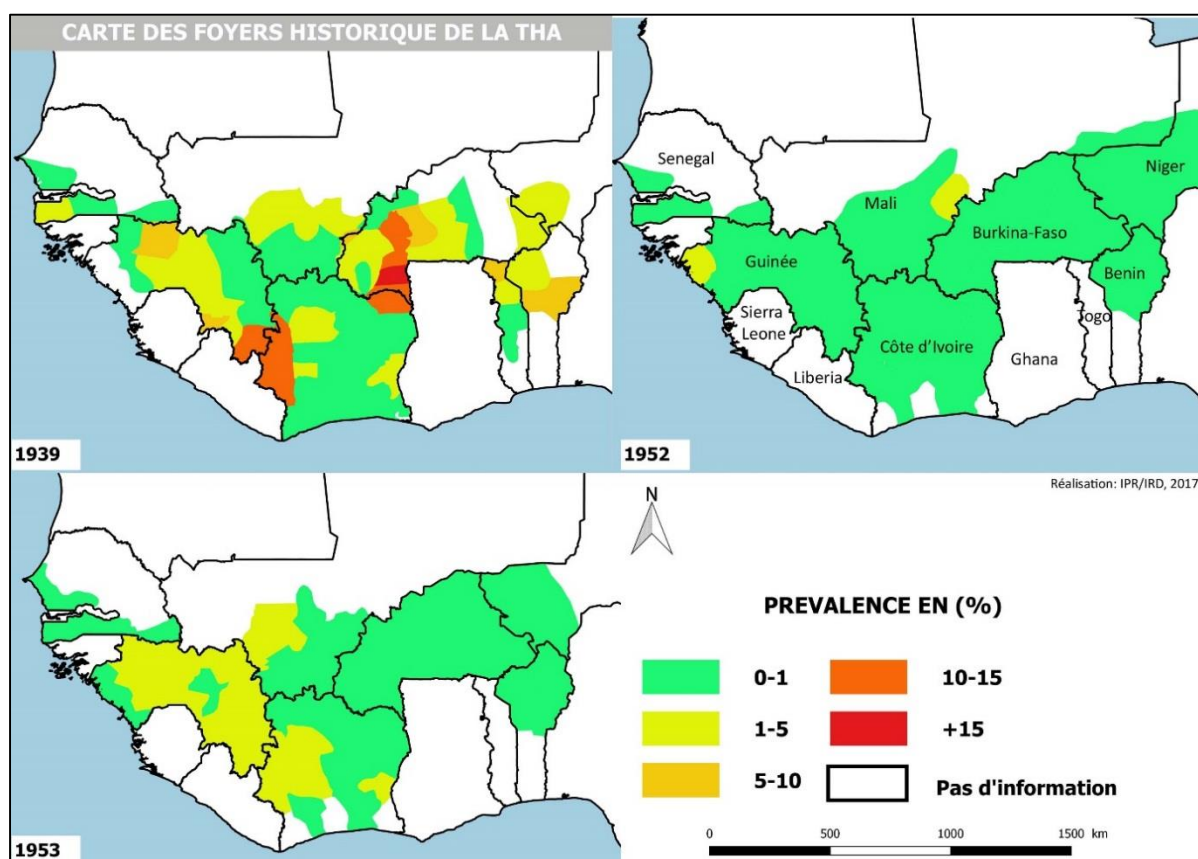 CARTE DES FOYERS HISTORIQUE DE LA THA
1939
Senegal
Mali
Niger
Burkina-Faso
Guinée
Benin
Sierra
Leone
Togo
Côte d'Ivoire
Ghana
Liberia
1952
Réalisation: IPR/IRD, 2017
N
PREVALENCE EN (%)
0-1
10-15
1-5
+15
5-10
Pas d'information
0 500 1000 1500 km
1953